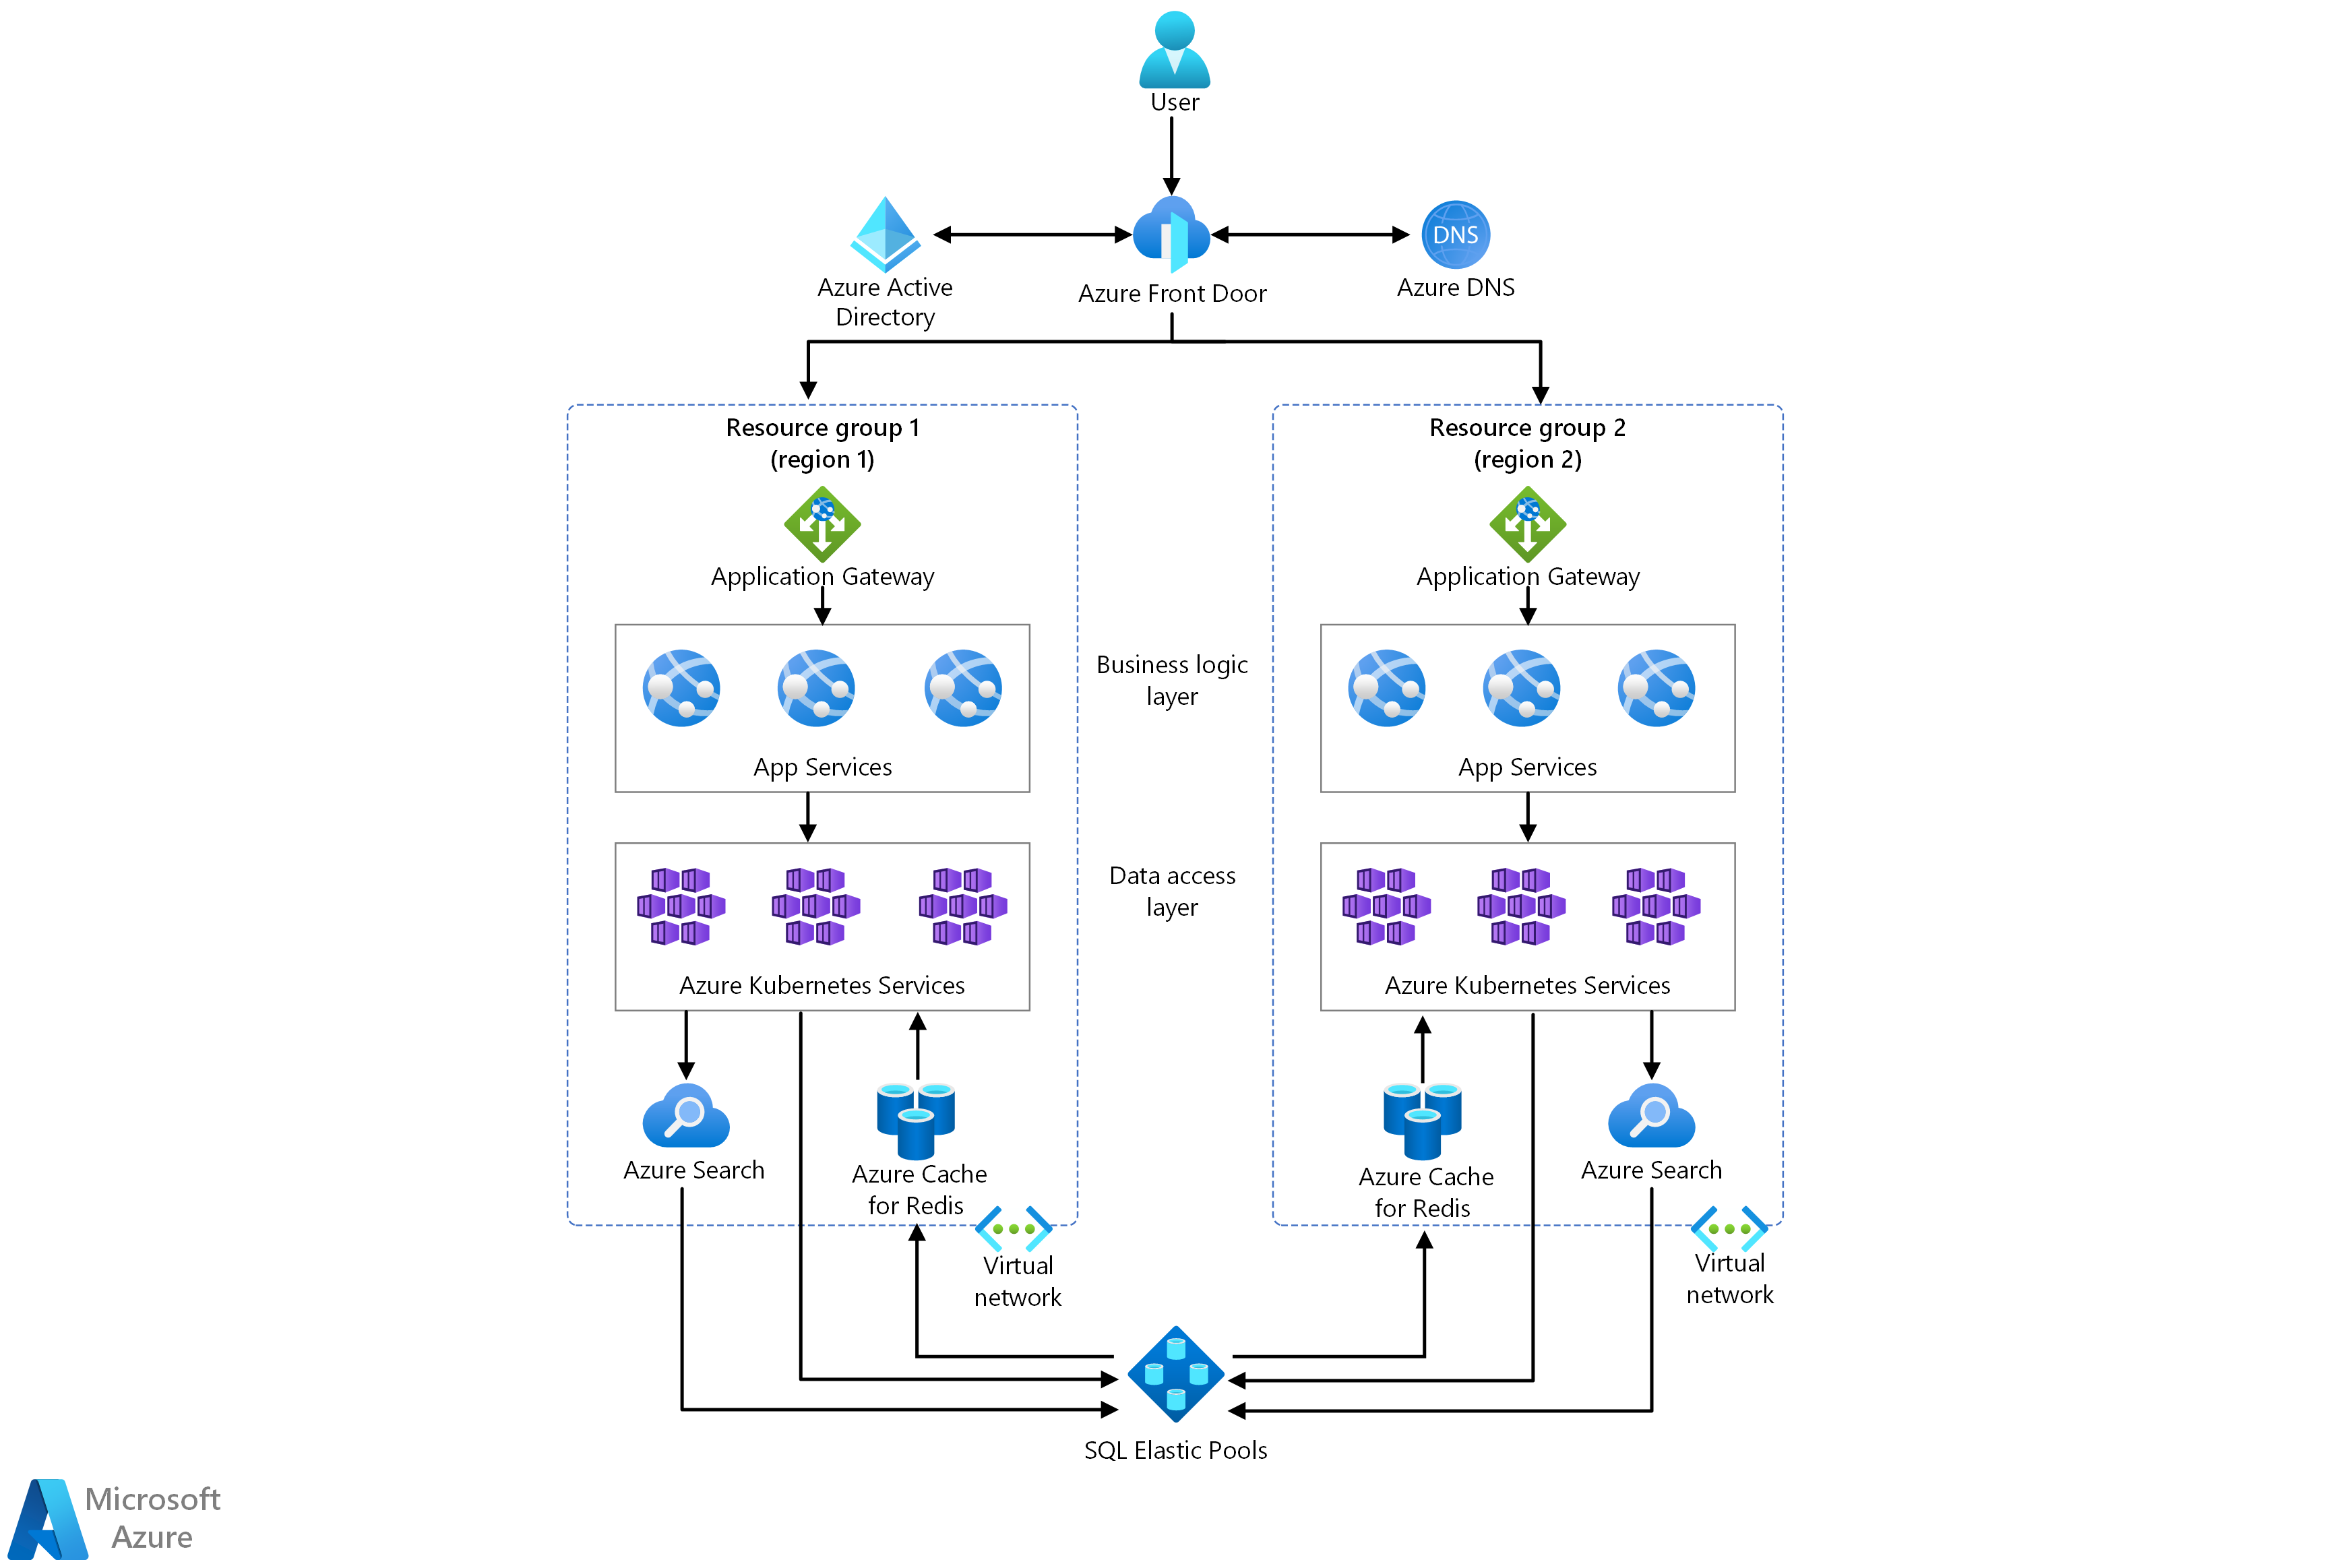 User
Azure Active
Directory
Azure Front Door
DNS
Azure DNS
Resource group 1
(region 1)
Application Gateway
App Services
Azure Kubernetes Services
Azure Search
Azure Cache
for Redis
Virtual
network
Business logic
layer
Data access
layer
Resource group 2
(region 2)
Application Gateway
App Services
Azure Kubernetes Services
Azure Cache
for Redis
Azure Search
Virtual
network
SQL Elastic Pools
Microsoft
Azure